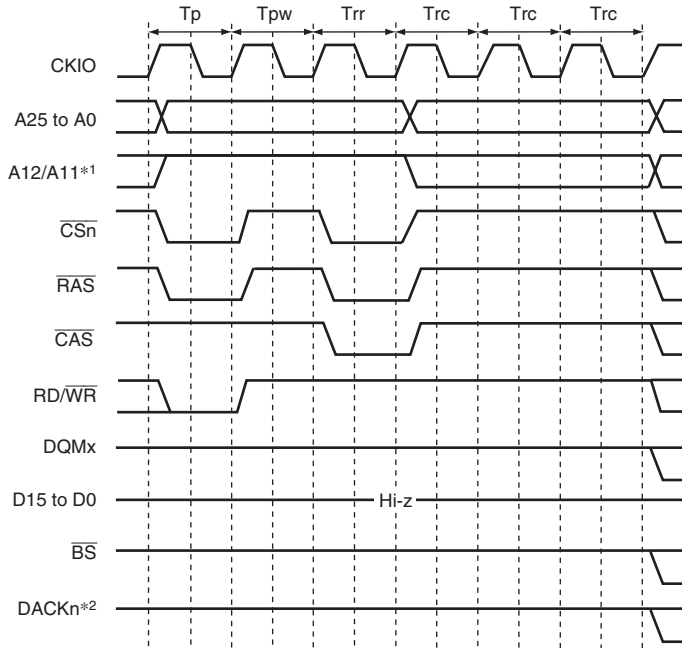 Tp Tpw Trr Trc Trc Trc
CKIO
A25 to A0
A12/A11*1
CSn
RAS
CAS
RD/WR
DQMx
D15 to D0 Hi-z
BS
DACKn*2